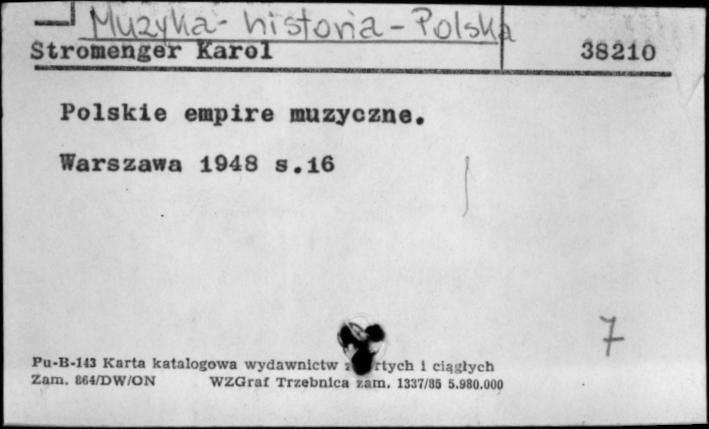 Muzyka - historia - Polska
Stromenger Karol 38210
Polskie empire muzyczne.
Warszawa 1948 s.16
7
Pu-B-143 Karta katalogowa wydawnictw i ciągłych
Zam. 864/DW/ON WZGraf Trzebnica zam. 1337/85 5.980.000